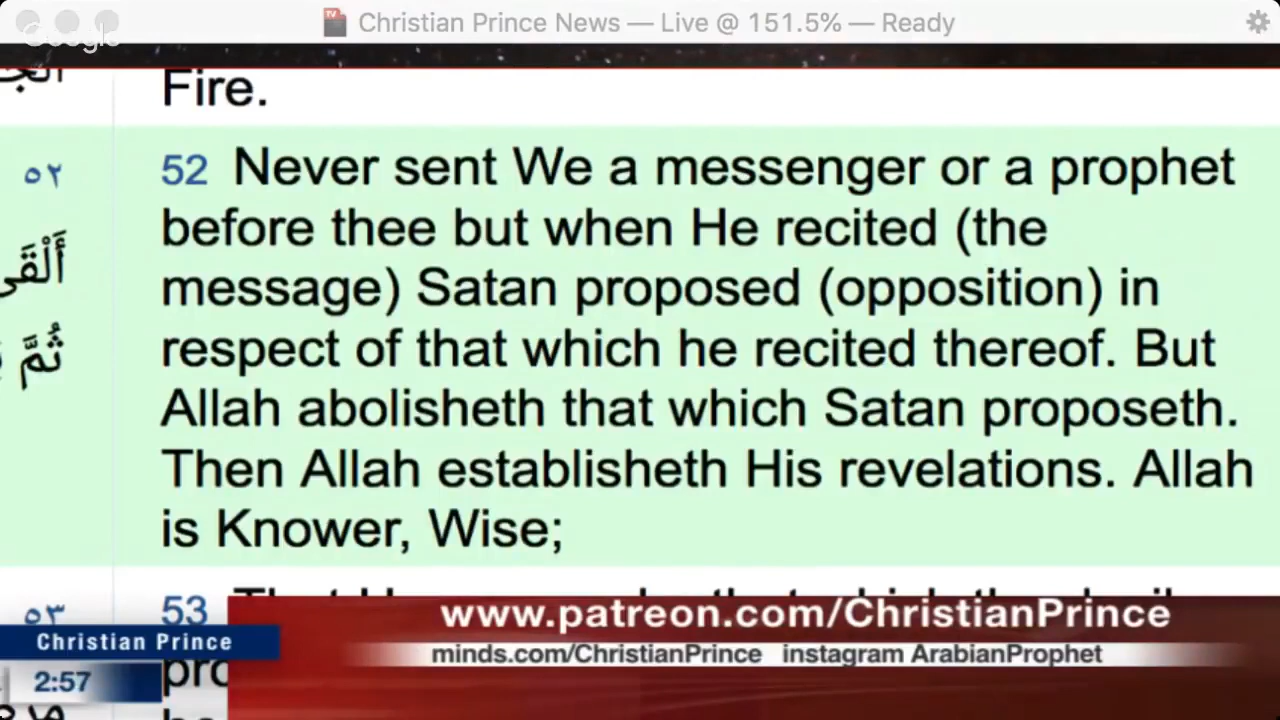 Christian Prince News — Live @ 151.5% — Ready
Google
Fire.
٥٢
52 Never sent We a messenger or a prophet
before thee but when He recited (the
message) Satan proposed (opposition) in
أَلْقَى
respect of that which he recited thereof. But
ثُمَّ
Allah abolisheth that which Satan proposeth.
Then Allah establisheth His revelations. Allah
is Knower, Wise;
٥٣
53
www.patreon.com/ChristianPrince
Christian Prince
minds.com/ChristianPrince instagram ArabianProphet
2:57